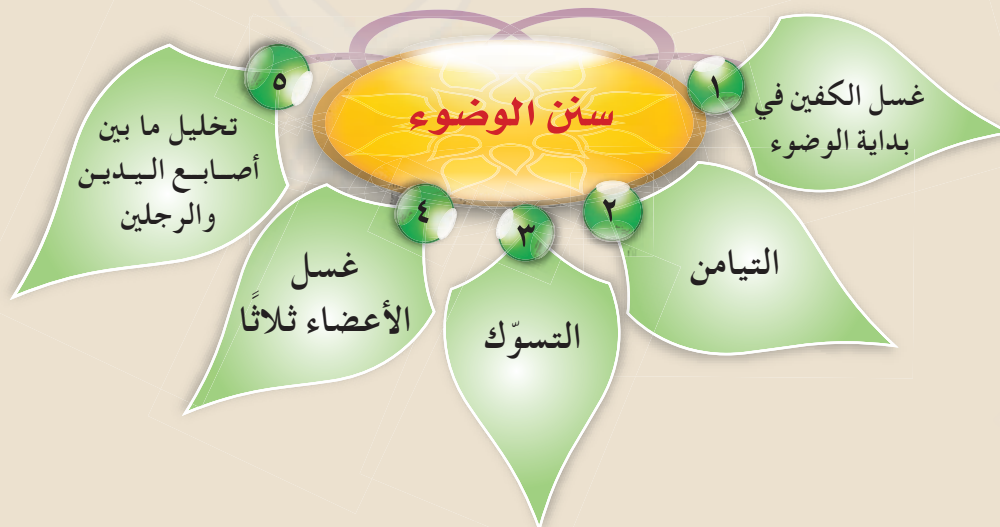 سنن الوضوء
١
غسل الكفين في
بداية الوضوء
٢
التيامن
٣
التسوّك
٤
غسل
الأعضاء ثلاثًا
٥
تخليل ما بين
أصابع اليدين
والرجلين